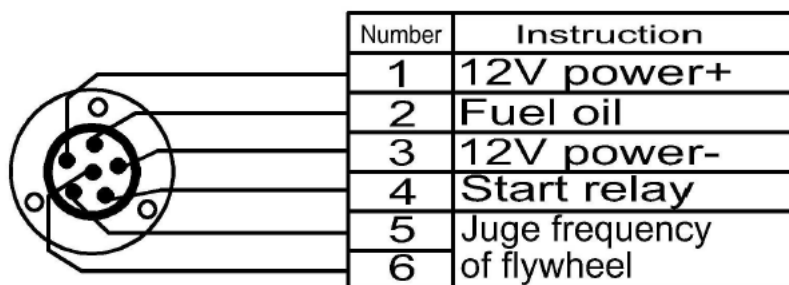 Number Instruction
1 12V power+
2 Fuel oil
3 12V power-
4 Start relay
5 Juge frequency
6 of flywheel